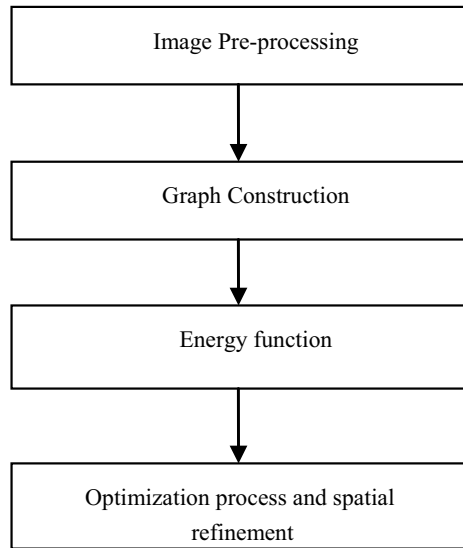 Image Pre-processing
Graph Construction
Energy function
Optimization process and spatial
refinement